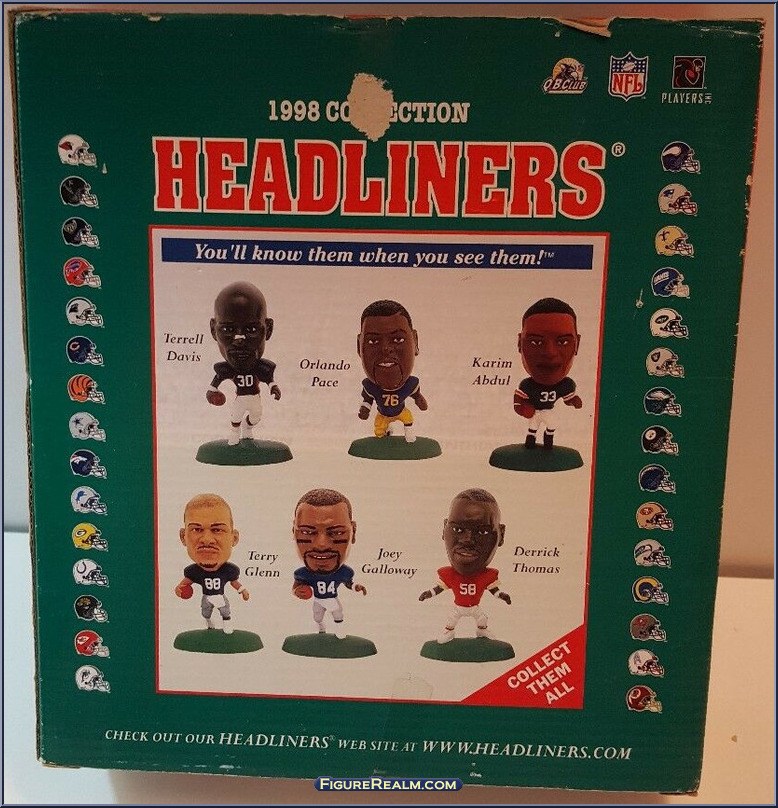 Q.B.CLUB
NFL
PLAYERS INC
1998 CO ECTION
HEADLINERS®
You'll know them when you see them!™
Terrell
Davis
30
Orlando
Pace
76
Karim
Abdul
33
Terry
Glenn
88
Joey
Galloway
84
Derrick
Thomas
58
COLLECT
THEM
ALL
GIANTS
CHECK OUT OUR HEADLINERS® WEB SITE AT WWW.HEADLINERS.COM
FIGUREREALM.COM